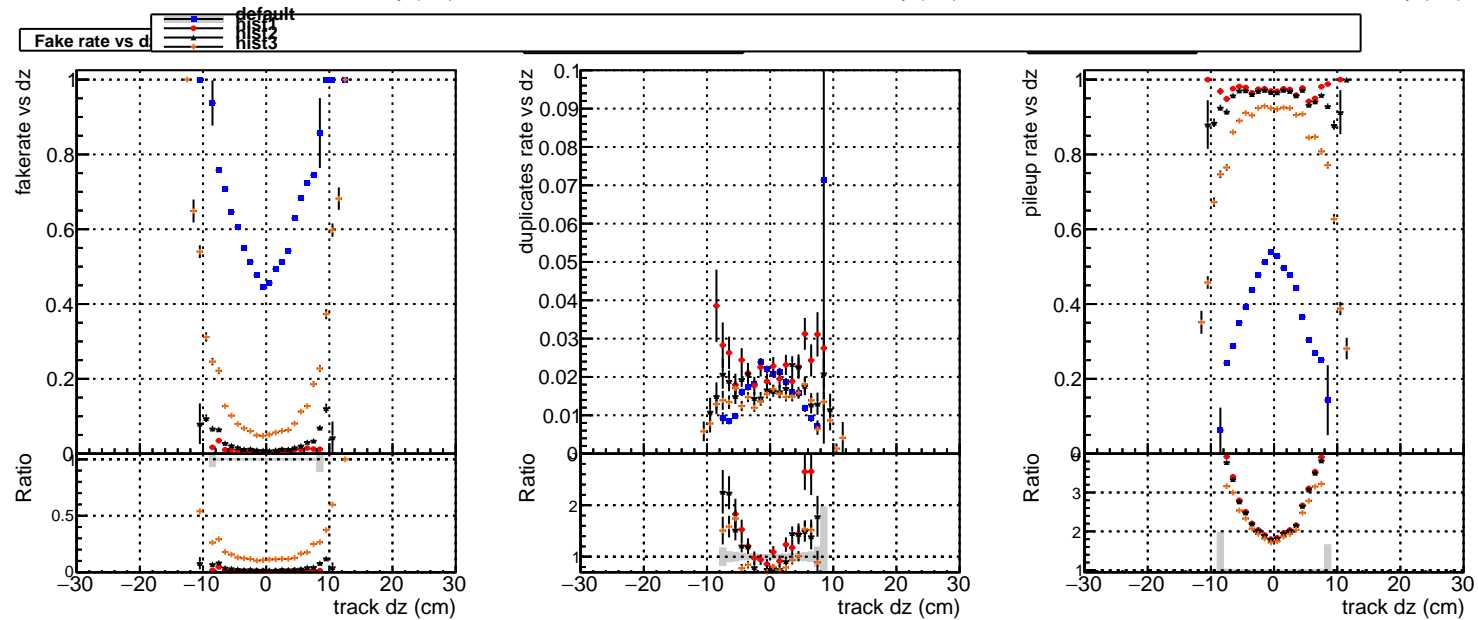 default
hist1
hist2
hist3
Fake rate vs dz
fakerate vs dz
1
0.8
0.6
0.4
0.2
0
Ratio
1
0.5
0
−30 −20 −10 0 10 20 30
track dz (cm)
duplicates rate vs dz
0.1
0.09
0.08
0.07
0.06
0.05
0.04
0.03
0.02
0.01
Ratio
2
1
−30 −20 −10 0 10 20 30
track dz (cm)
pileup rate vs dz
1
0.8
0.6
0.4
0.2
Ratio
3
2
1
−30 −20 −10 0 10 20 30
track dz (cm)